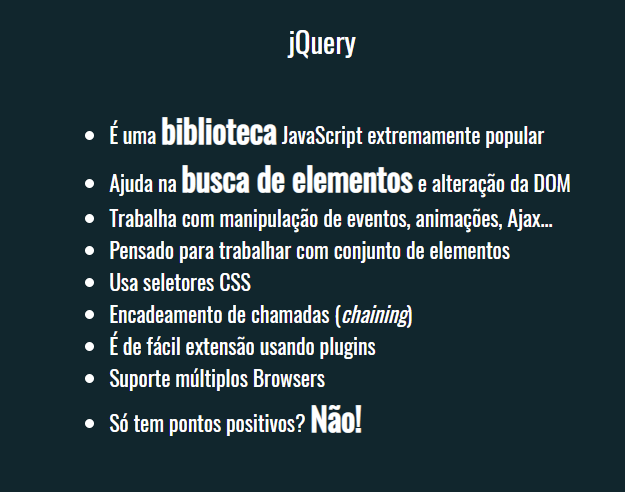 jQuery
• É uma biblioteca JavaScript extremamente popular
• Ajuda na busca de elementos e alteração da DOM
• Trabalha com manipulação de eventos, animações, Ajax...
• Pensado para trabalhar com conjunto de elementos
• Usa seletores CSS
• Encadeamento de chamadas (chaining)
• É de fácil extensão usando plugins
• Suporte múltiplos Browsers
• Só tem pontos positivos? Não!